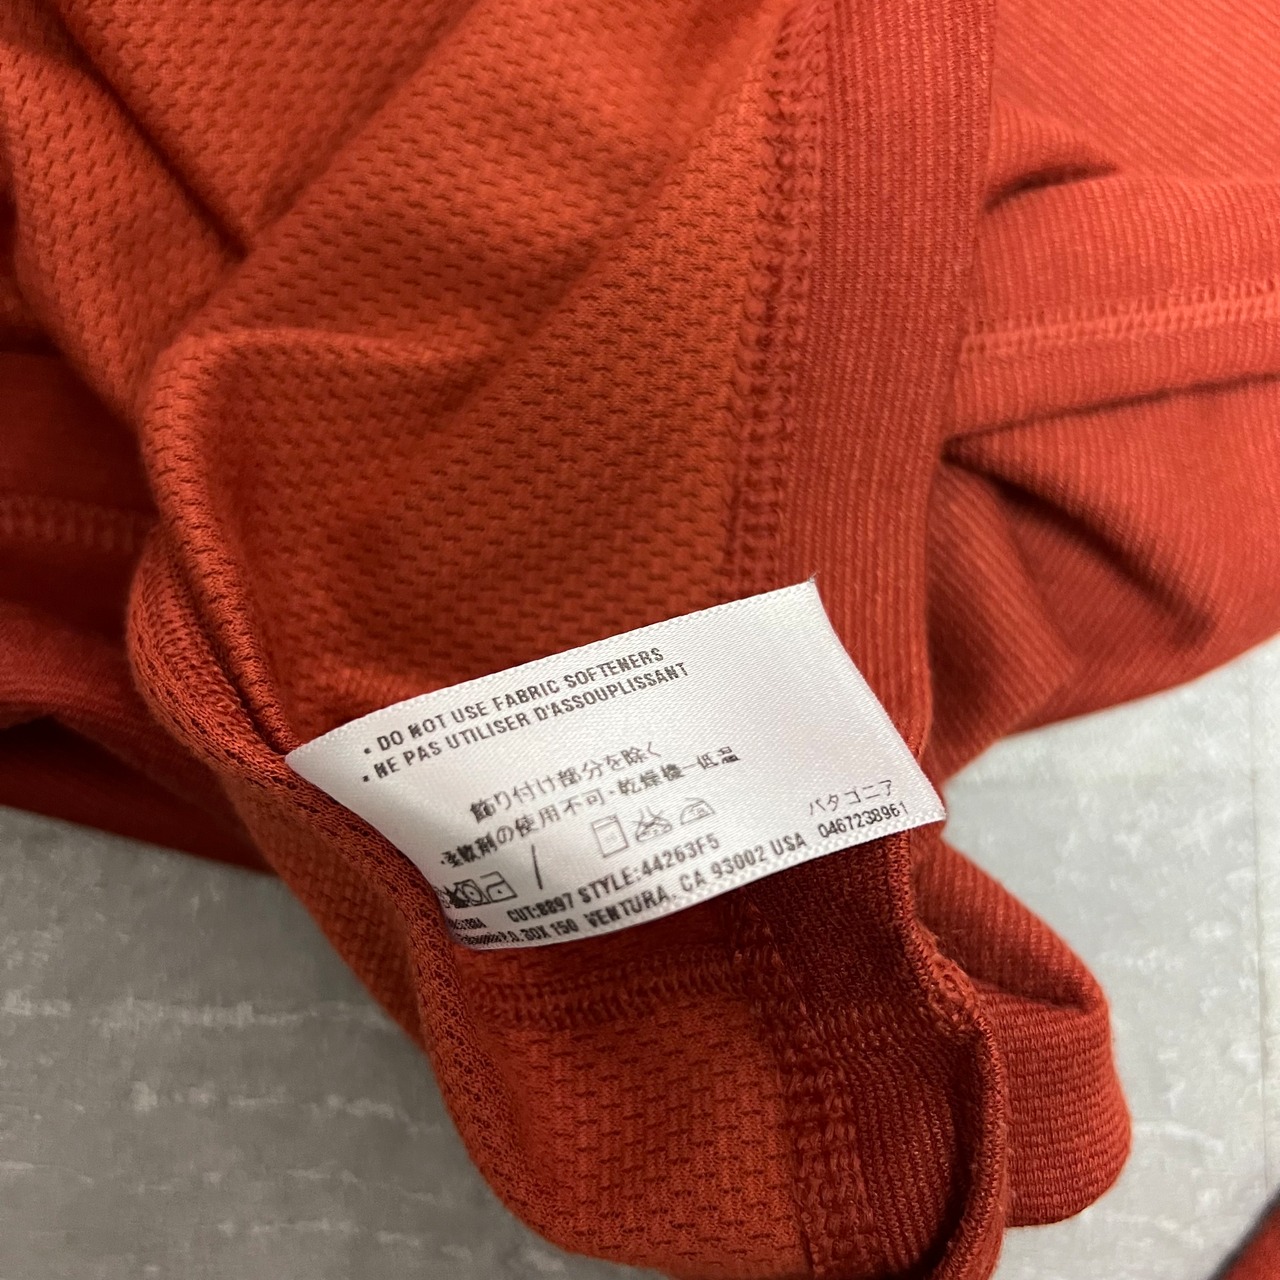 • DO NOT USE FABRIC SOFTENERS
• NE PAS UTILISER D'ASSOUPLISSANT
飾り付け部分を除く
柔軟剤の使用不可・乾燥機−低温
パタゴニア
CUT:8897 STYLE:44263F5 0467238961
P.O. BOX 150 VENTURA, CA 93002 USA